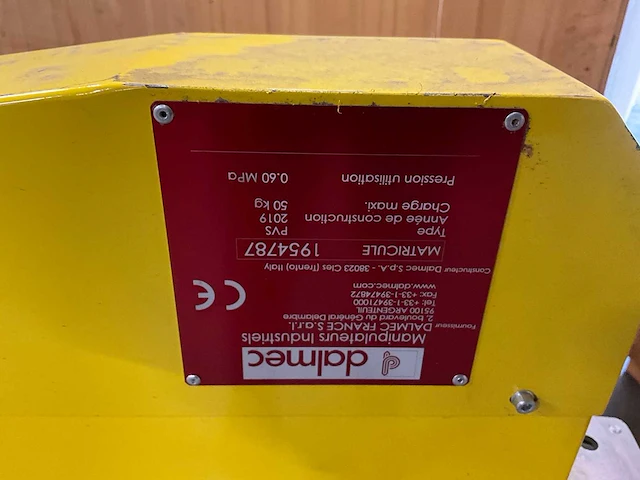 dalmec
Manipulateurs Industriels
Fournisseur DALMEC FRANCE S.a.r.l.
2, boulevard du Général Delambre
95100 ARGENTEUIL
Tél: +33-1-39471000
Fax: +33-1-39474872
www.dalmec.com
CE
Constructeur Dalmec S.p.A. - 38023 Cles (Trento) Italy
MATRICULE 1954787
Type PVS
Année de construction 2019
Charge maxi. 50 kg
Pression utilisation 0.60 MPa